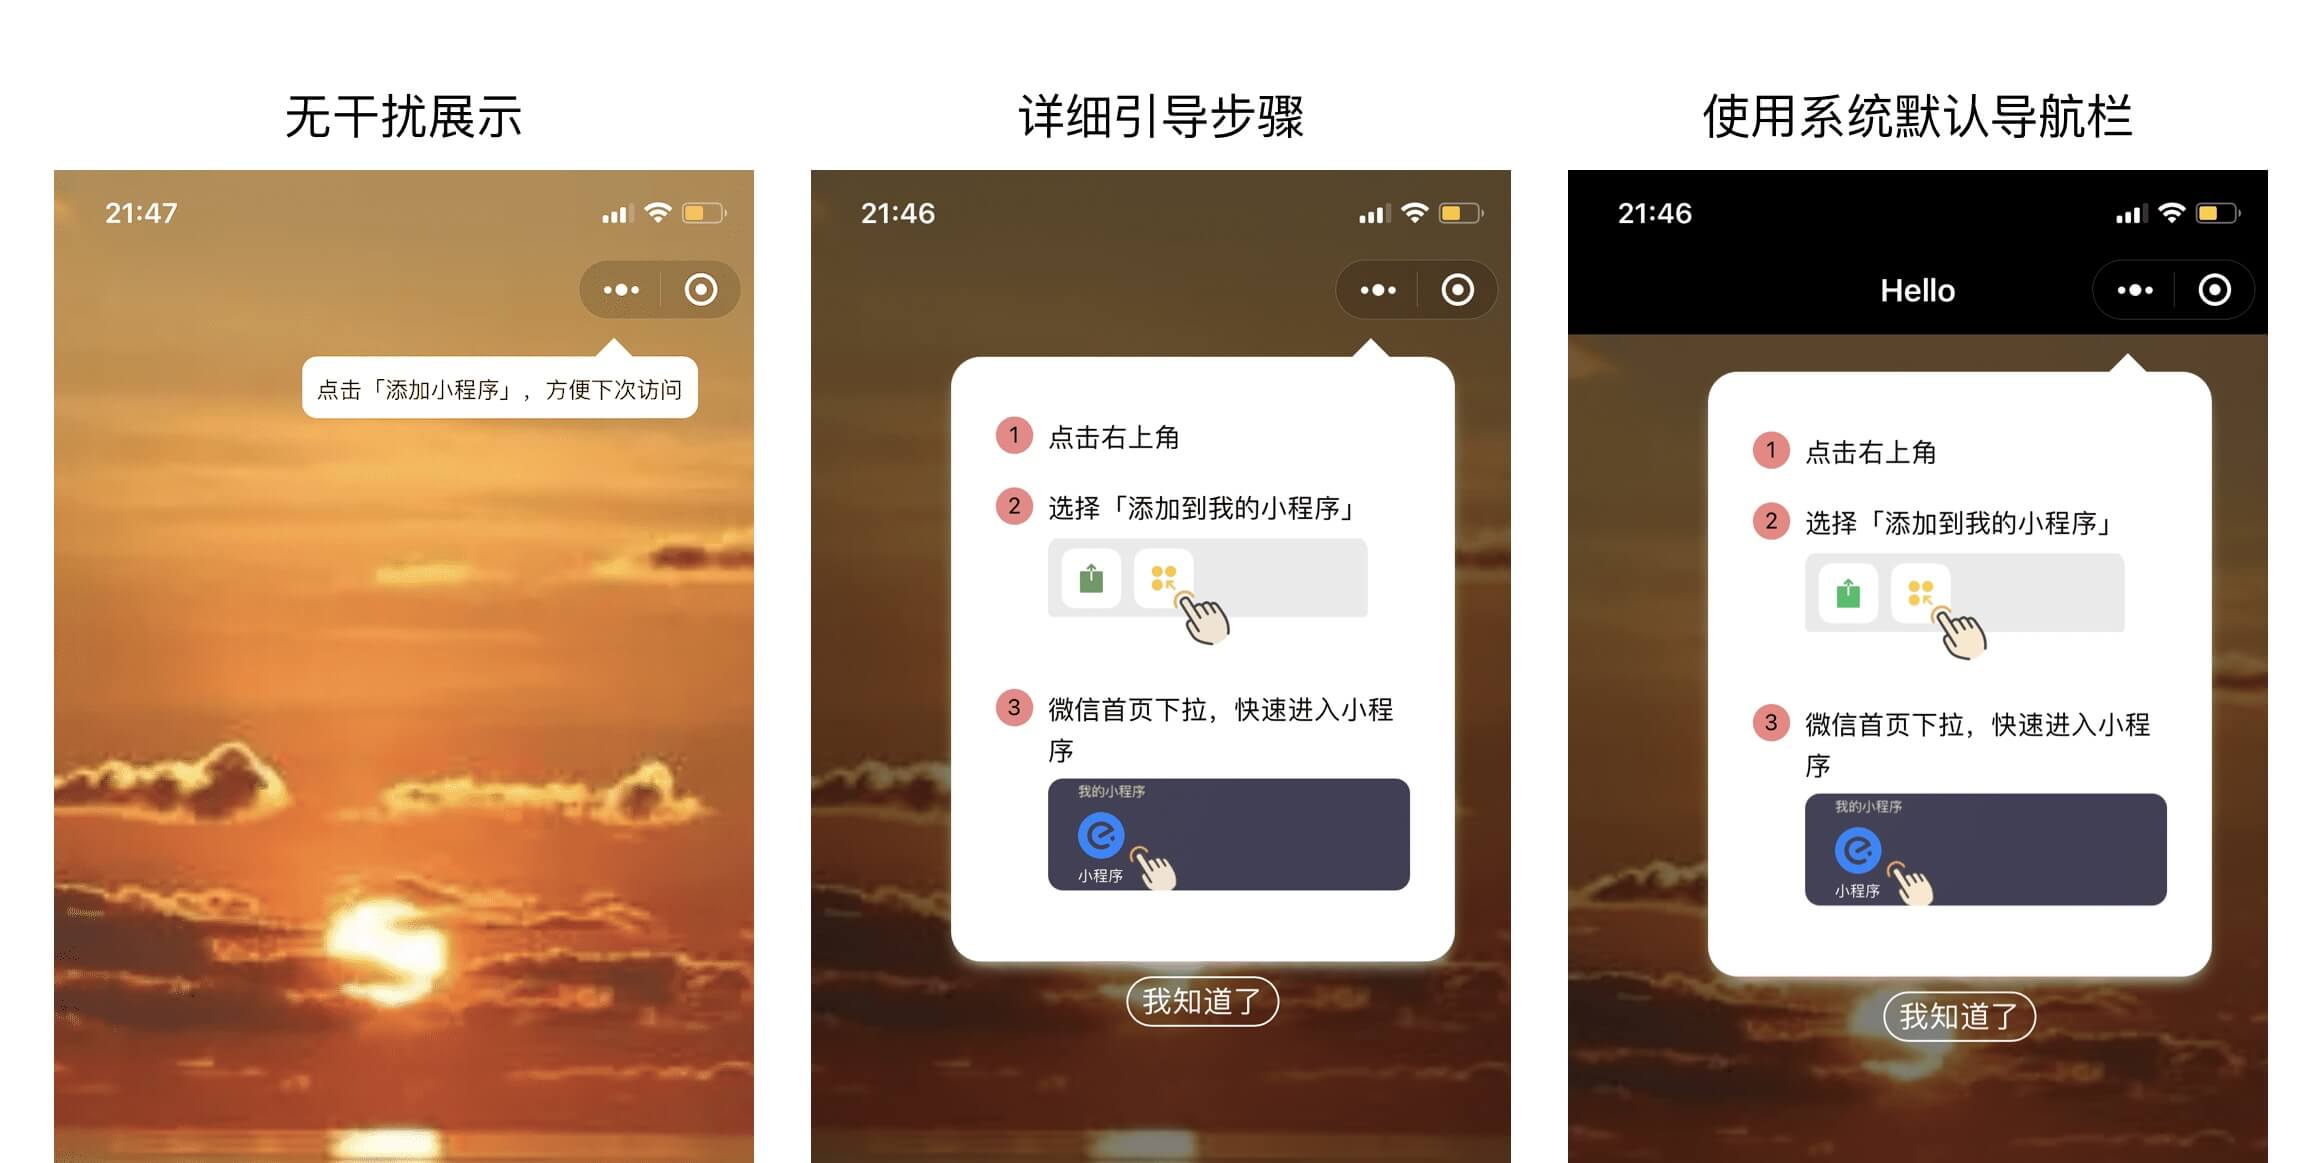 无干扰展示
21:47
点击「添加小程序」，方便下次访问
详细引导步骤
21:46
1 点击右上角
2 选择「添加到我的小程序」
3 微信首页下拉，快速进入小程
序
我的小程序
小程序
我知道了
使用系统默认导航栏
21:46
Hello
1 点击右上角
2 选择「添加到我的小程序」
3 微信首页下拉，快速进入小程
序
我的小程序
小程序
我知道了